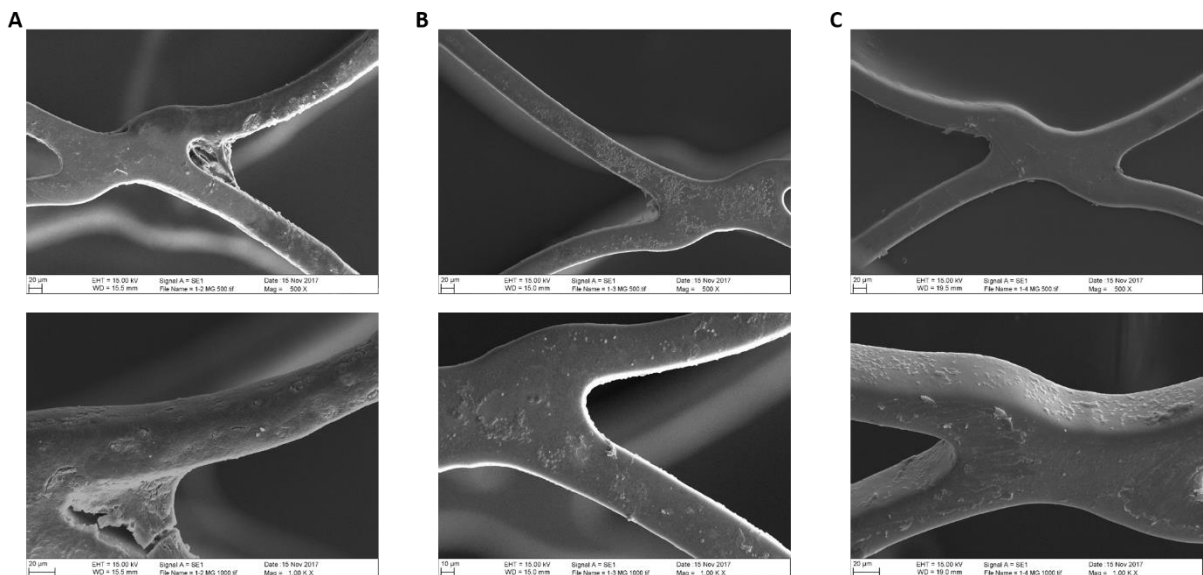 A
B
C
20 µm
EHT = 15.00 kV
WD = 15.5 mm
Signal A = SE1
File Name = 1-2 MG 500.tif
Date :15 Nov 2017
Mag = 500 X
20 µm
EHT = 15.00 kV
WD = 15.0 mm
Signal A = SE1
File Name = 1-3 MG 500.tif
Date :15 Nov 2017
Mag = 500 X
20 µm
EHT = 15.00 kV
WD = 19.5 mm
Signal A = SE1
File Name = 1-4 MG 500.tif
Date :15 Nov 2017
Mag = 500 X
20 µm
EHT = 15.00 kV
WD = 15.5 mm
Signal A = SE1
File Name = 1-2 MG 1000.tif
Date :15 Nov 2017
Mag = 1.00 K X
10 µm
EHT = 15.00 kV
WD = 15.0 mm
Signal A = SE1
File Name = 1-3 MG 1000.tif
Date :15 Nov 2017
Mag = 1.00 K X
20 µm
EHT = 15.00 kV
WD = 19.0 mm
Signal A = SE1
File Name = 1-4 MG 1000.tif
Date :15 Nov 2017
Mag = 1.00 K X